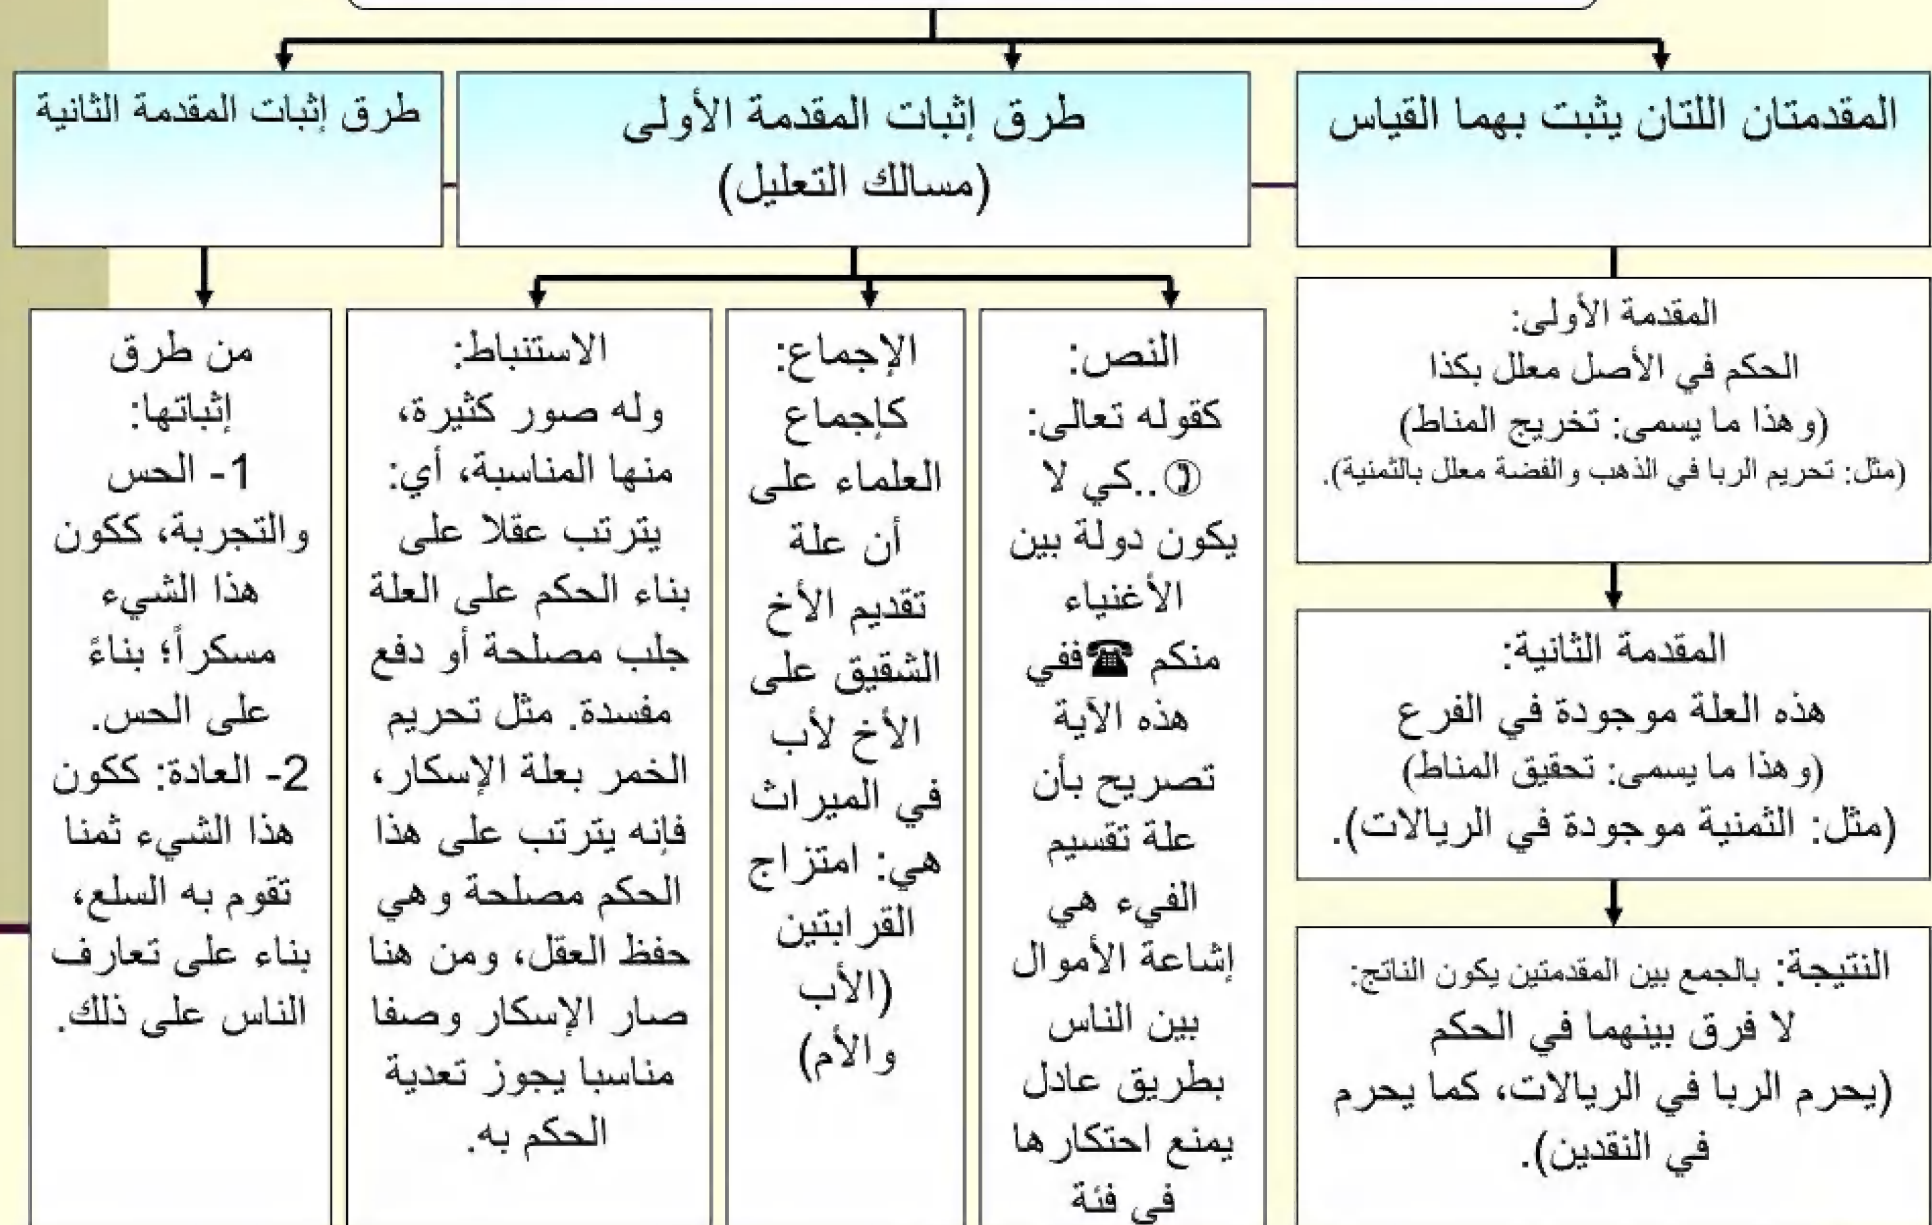 المقدمتان اللتان يثبت بهما القياس
المقدمة الأولى:
الحكم في الأصل معلل بكذا
(وهذا ما يسمى: تخريج المناط)
(مثل: تحريم الربا في الذهب والفضة معلل بالثمنية).
المقدمة الثانية:
هذه العلة موجودة في الفرع
(وهذا ما يسمى: تحقيق المناط)
(مثل: الثمنية موجودة في الريالات).
النتيجة: بالجمع بين المقدمتين يكون الناتج:
لا فرق بينهما في الحكم
(يحرم الربا في الريالات، كما يحرم
في النقدين).
طرق إثبات المقدمة الأولى
(مسالك التعليل)
النص:
كقوله تعالى:
✆..كي لا
يكون دولة بين
الأغنياء
منكم ☎ففي
هذه الآية
تصريح بأن
علة تقسيم
الفيء هي
إشاعة الأموال
بين الناس
بطريق عادل
يمنع احتكارها
في فئة
الإجماع:
كإجماع
العلماء على
أن علة
تقديم الأخ
الشقيق على
الأخ لأب
في الميراث
هي: امتزاج
القرابتين
(الأب
والأم)
الاستنباط:
وله صور كثيرة،
منها المناسبة، أي:
يترتب عقلا على
بناء الحكم على العلة
جلب مصلحة أو دفع
مفسدة. مثل تحريم
الخمر بعلة الإسكار،
فإنه يترتب على هذا
الحكم مصلحة وهي
حفظ العقل، ومن هنا
صار الإسكار وصفا
مناسبا يجوز تعدية
الحكم به.
طرق إثبات المقدمة الثانية
من طرق
إثباتها:
1- الحس
والتجربة، ككون
هذا الشيء
مسكراً؛ بناءً
على الحس.
2- العادة: ككون
هذا الشيء ثمنا
تقوم به السلع،
بناء على تعارف
الناس على ذلك.